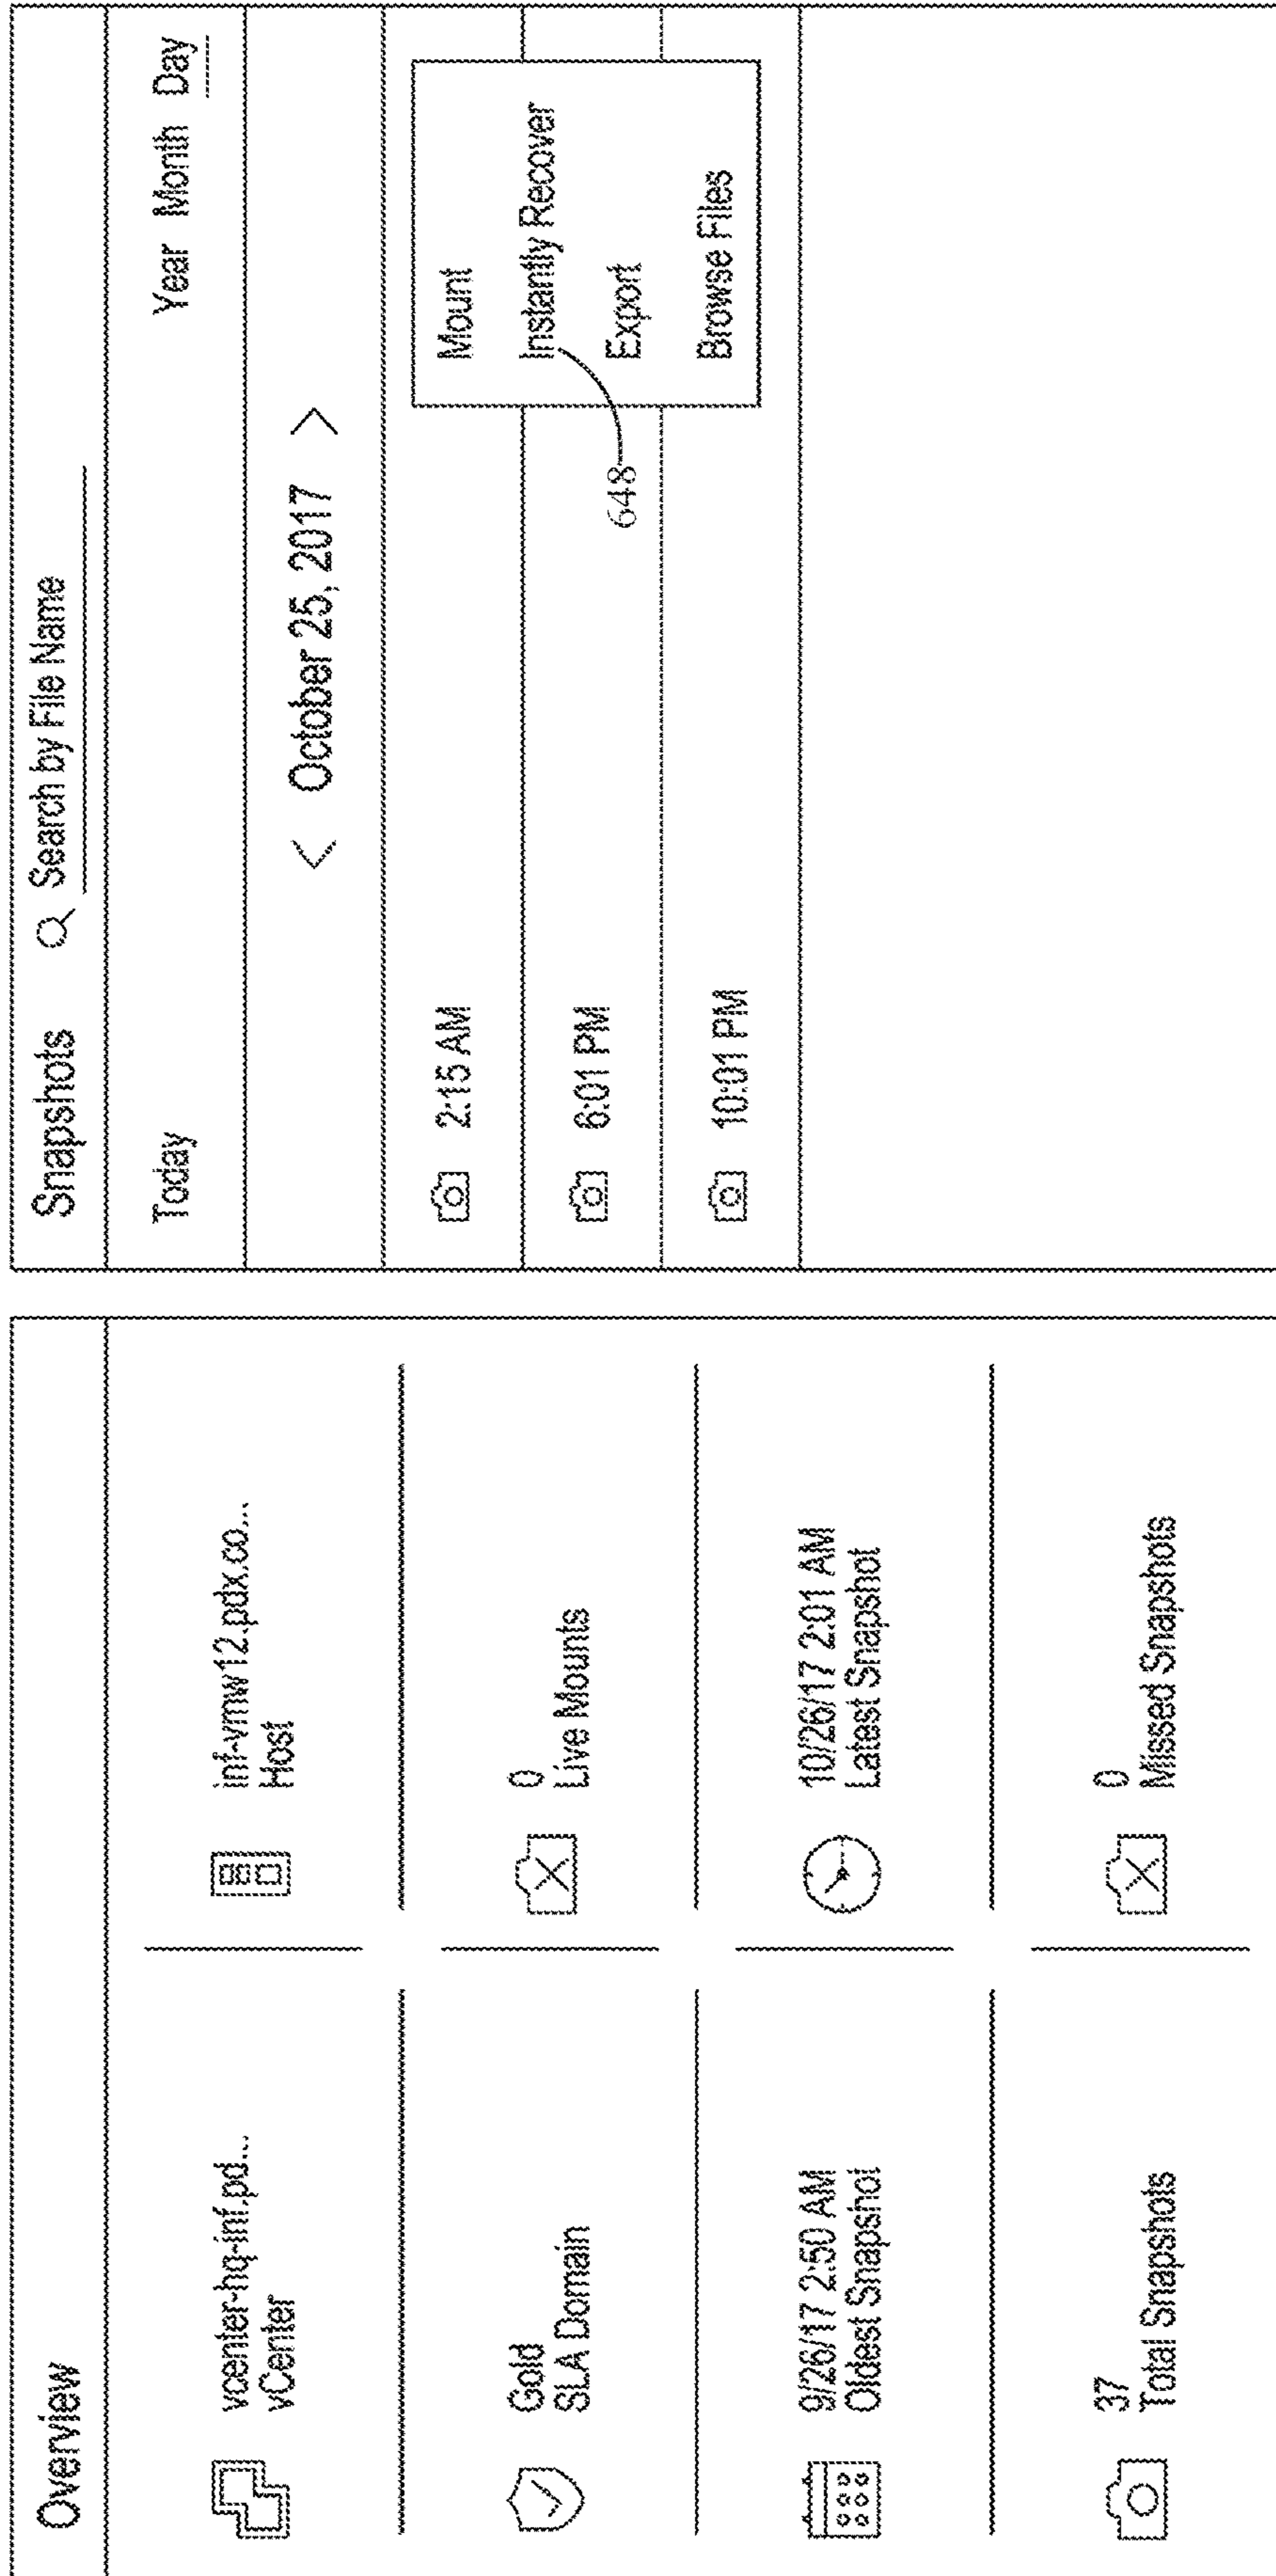 Overview
vcenter-hq-inf.pd...
vCenter
inf-vmw12.pdx.co...
Host
Gold
SLA Domain
0
Live Mounts
9/26/17 2:50 AM
Oldest Snapshot
10/26/17 2:01 AM
Latest Snapshot
37
Total Snapshots
0
Missed Snapshots
Snapshots Search by File Name
Today Year Month Day
< October 25, 2017 >
2:15 AM
6:01 PM
10:01 PM
Mount
Instantly Recover
Export
Browse Files
648